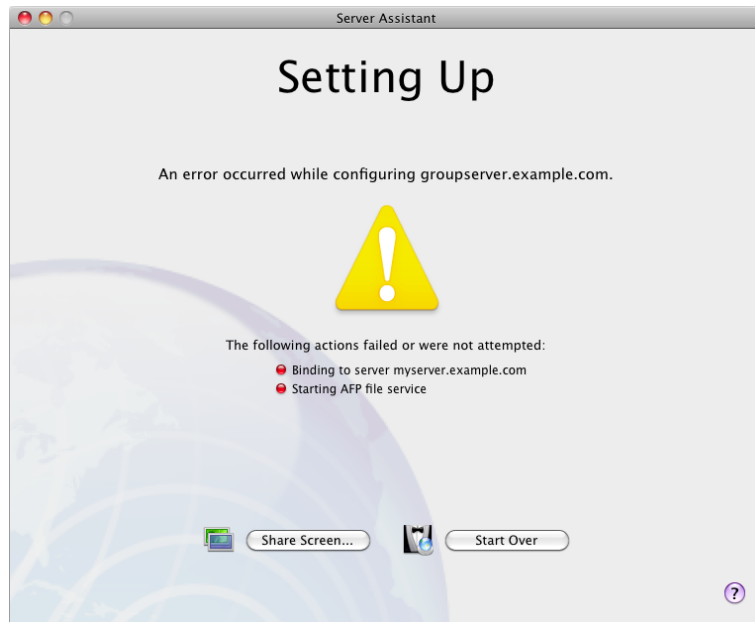 Server Assistant
Setting Up
An error occurred while configuring groupserver.example.com.
The following actions failed or were not attempted:
Binding to server myserver.example.com
Starting AFP file service
Share Screen...
Start Over
?